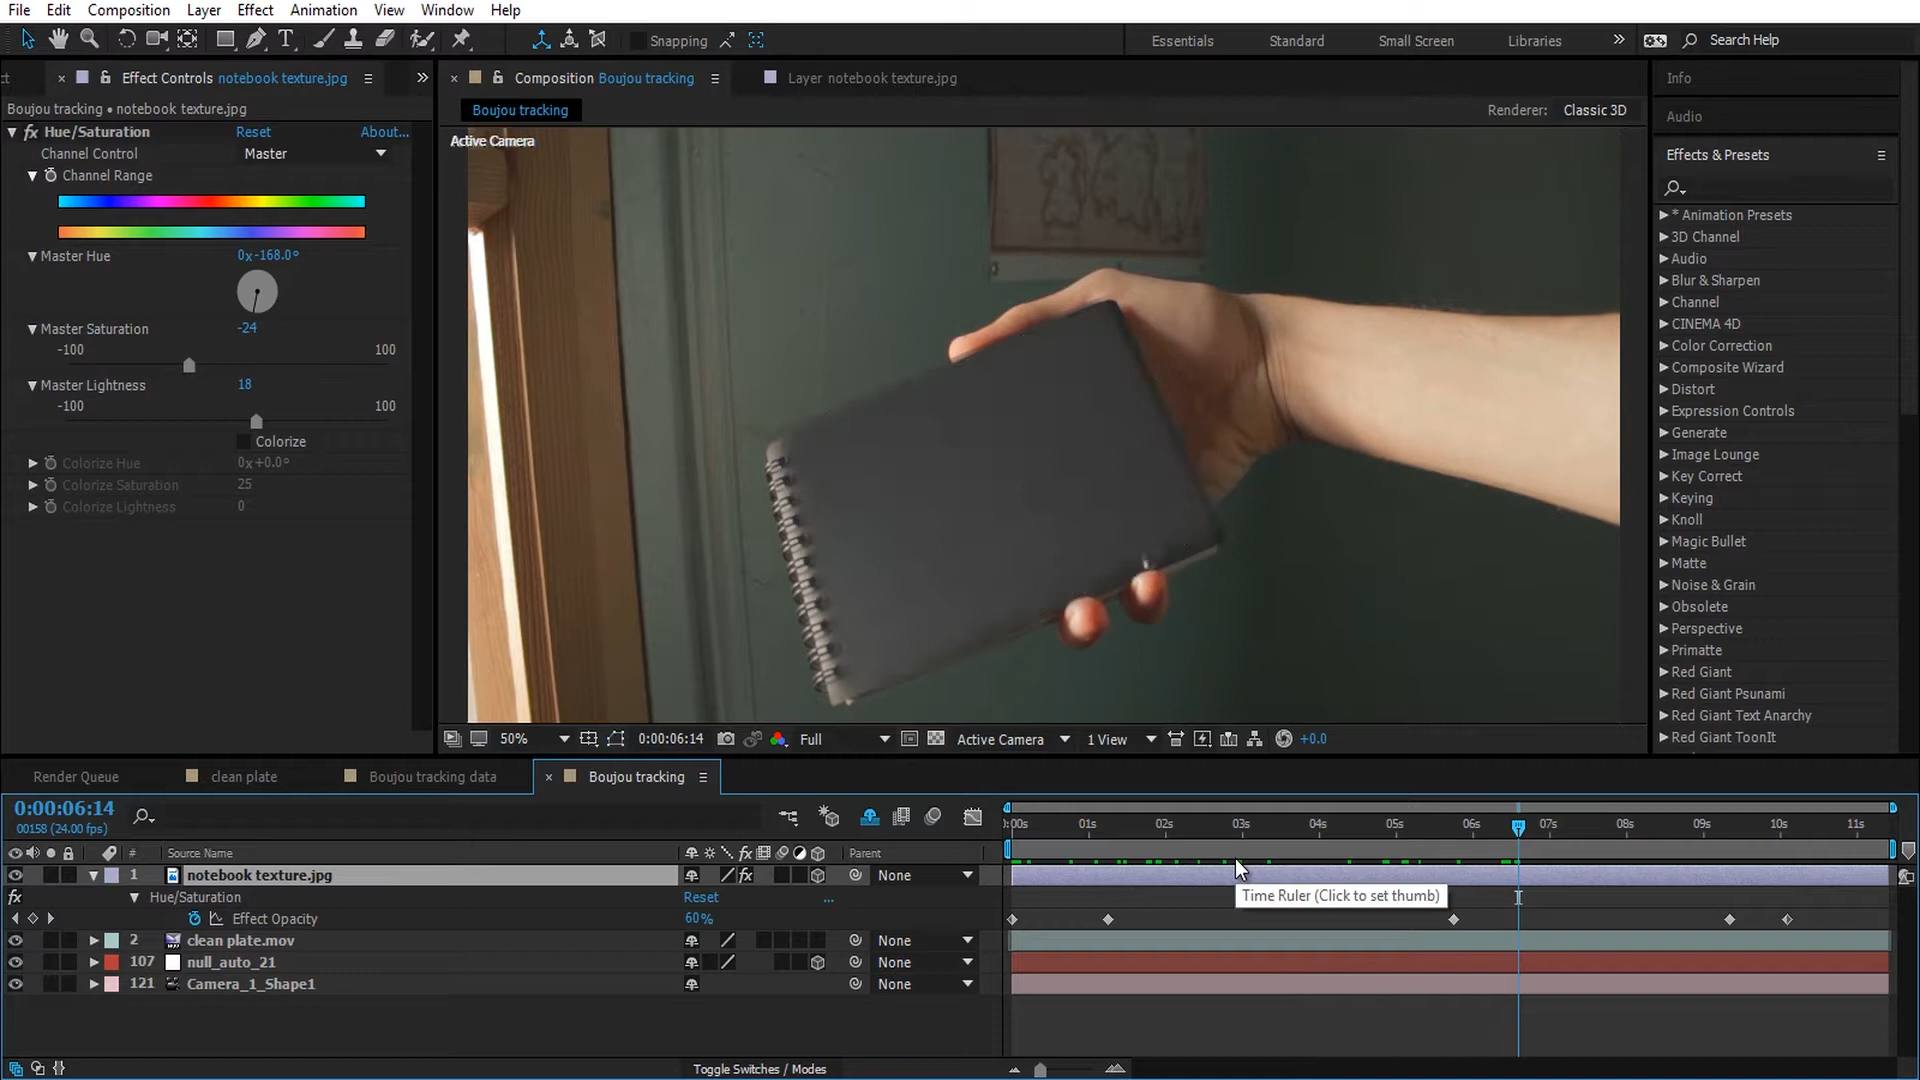 File Edit Composition Layer Effect Animation View Window Help
Snapping
Essentials Standard Small Screen Libraries Search Help
Effect Controls notebook texture.jpg
Composition Boujou tracking
Layer notebook texture.jpg
Info
Boujou tracking • notebook texture.jpg
Boujou tracking
Renderer: Classic 3D
Audio
fx Hue/Saturation Reset About...
Channel Control Master
Channel Range
Master Hue 0x-168.0°
Master Saturation -24
-100 100
Master Lightness 18
-100 100
Colorize
Colorize Hue 0x+0.0°
Colorize Saturation 25
Colorize Lightness 0
Active Camera
50% 0:00:06:14 Full Active Camera 1 View +0.0
Effects & Presets
* Animation Presets
3D Channel
Audio
Blur & Sharpen
Channel
CINEMA 4D
Color Correction
Composite Wizard
Distort
Expression Controls
Generate
Image Lounge
Key Correct
Keying
Knoll
Magic Bullet
Matte
Noise & Grain
Obsolete
Perspective
Primatte
Red Giant
Red Giant Psunami
Red Giant Text Anarchy
Red Giant ToonIt
Render Queue clean plate Boujou tracking data Boujou tracking
0:00:06:14
00158 (24.00 fps)
:00s 01s 02s 03s 04s 05s 06s 07s 08s 09s 10s 11s
# Source Name fx Parent
1 notebook texture.jpg fx None
fx Hue/Saturation Reset ...
Effect Opacity 60%
2 clean plate.mov None
107 null_auto_21 None
121 Camera_1_Shape1 None
Time Ruler (Click to set thumb)
Toggle Switches / Modes